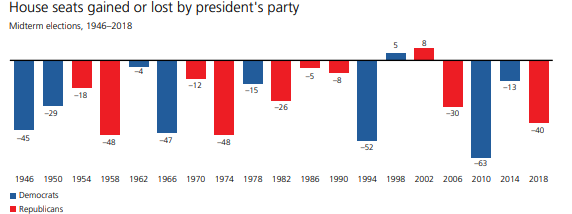 House seats gained or lost by president's party
Midterm elections, 1946–2018
5 8
–4 –5 –8
–12 –15 –13
–18
–29 –26 –30
–45 –48 –47 –48 –52 –63 –40
1946 1950 1954 1958 1962 1966 1970 1974 1978 1982 1986 1990 1994 1998 2002 2006 2010 2014 2018
Democrats
Republicans